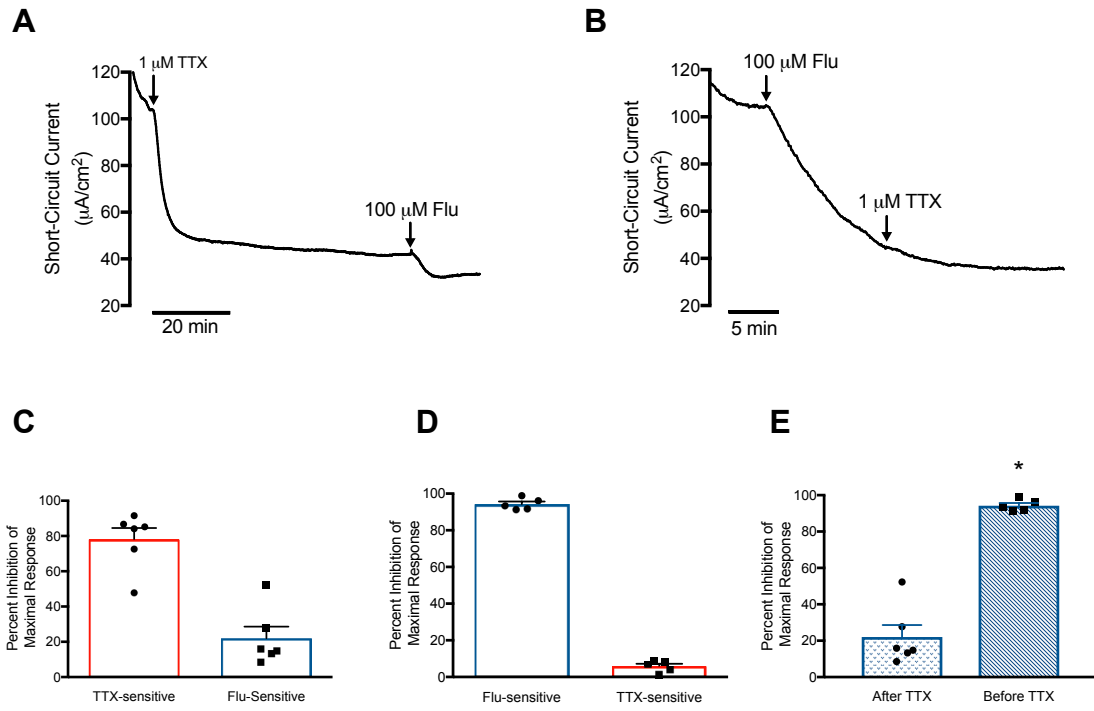 A
1 µM TTX
120
100
80
60
40
20
Short-Circuit Current
(µA/cm²)
100 µM Flu
20 min
B
100 µM Flu
120
100
80
60
40
20
Short-Circuit Current
(µA/cm²)
1 µM TTX
5 min
C
100
80
60
40
20
0
Percent Inhibition of
Maximal Response
TTX-sensitive
Flu-Sensitive
D
100
80
60
40
20
0
Percent Inhibition of
Maximal Response
Flu-sensitive
TTX-sensitive
E
*
100
80
60
40
20
0
Percent Inhibition of
Maximal Response
After TTX
Before TTX